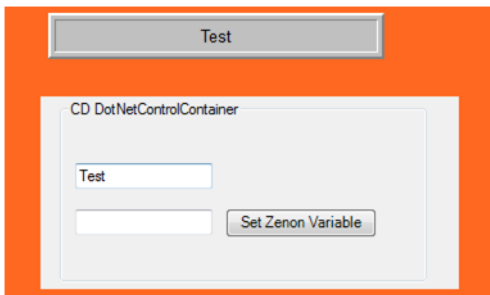 Test
CD DotNetControlContainer
Test
Set Zenon Variable